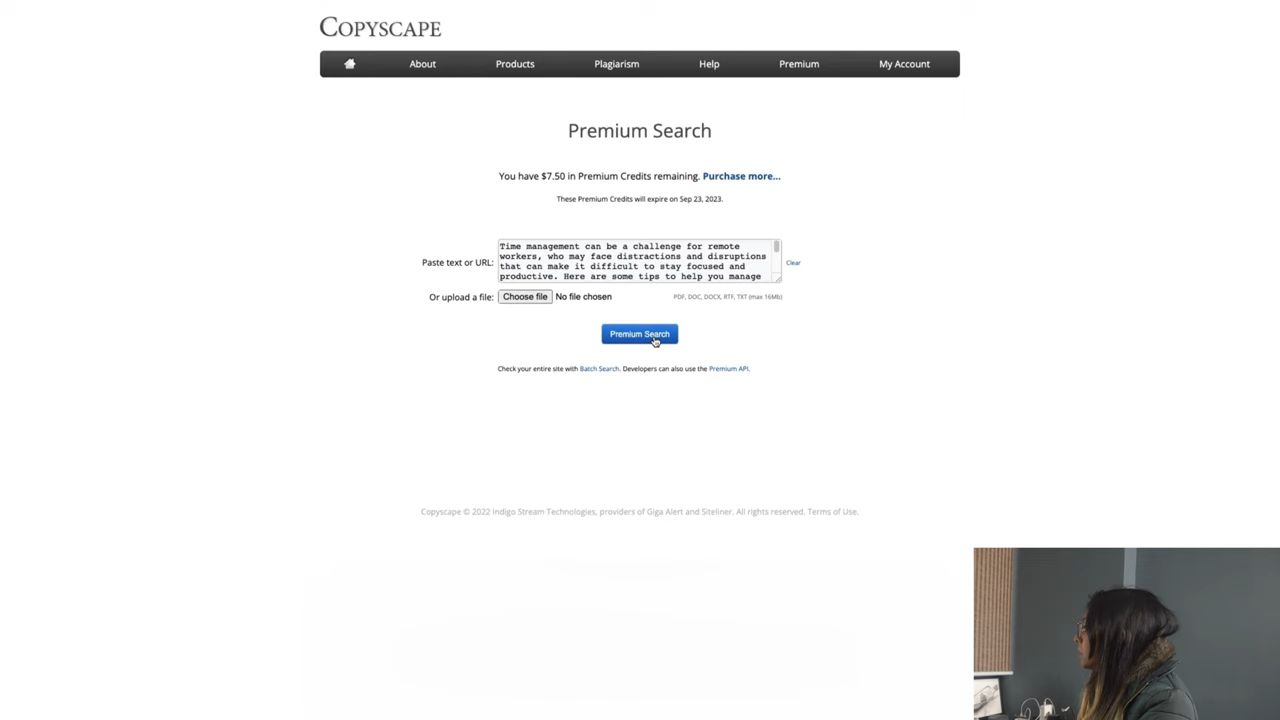 COPYSCAPE
About Products Plagiarism Help Premium My Account
Premium Search
You have $7.50 in Premium Credits remaining. Purchase more...
These Premium Credits will expire on Sep 23, 2023.
Paste text or URL:
Time management can be a challenge for remote
workers, who may face distractions and disruptions
that can make it difficult to stay focused and
productive. Here are some tips to help you manage
Clear
Or upload a file: Choose file No file chosen PDF, DOC, DOCX, RTF, TXT (max 16Mb)
Premium Search
Check your entire site with Batch Search. Developers can also use the Premium API.
Copyscape © 2022 Indigo Stream Technologies, providers of Giga Alert and Siteliner. All rights reserved. Terms of Use.